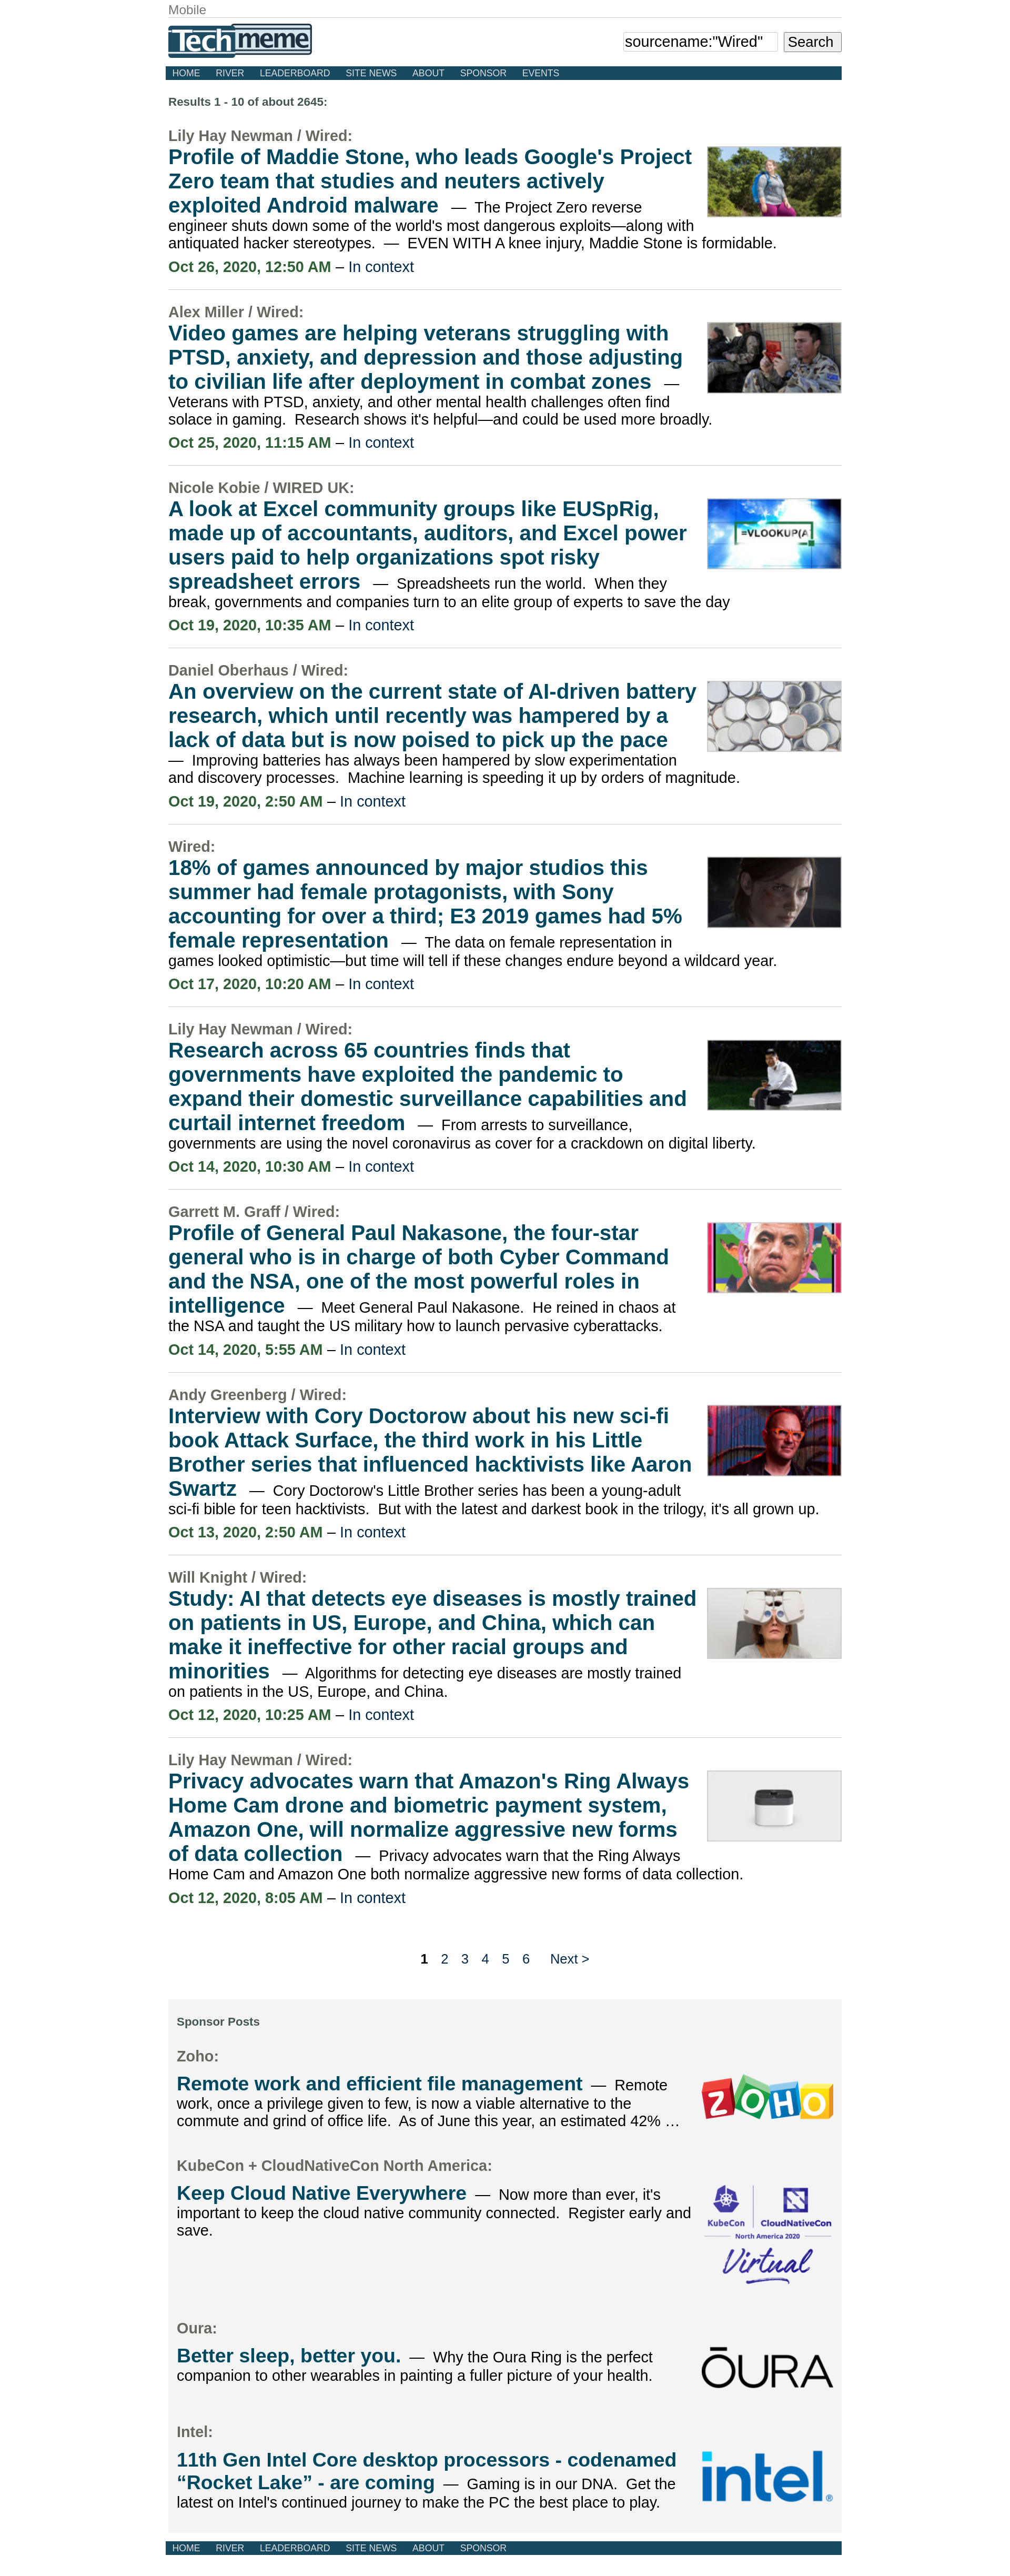 Mobile
Techmeme
sourcename:"Wired"
Search
HOME RIVER LEADERBOARD SITE NEWS ABOUT SPONSOR EVENTS
Results 1 - 10 of about 2645:
Lily Hay Newman / Wired:
Profile of Maddie Stone, who leads Google's Project
Zero team that studies and neuters actively
exploited Android malware — The Project Zero reverse
engineer shuts down some of the world's most dangerous exploits—along with
antiquated hacker stereotypes. — EVEN WITH A knee injury, Maddie Stone is formidable.
Oct 26, 2020, 12:50 AM – In context
Alex Miller / Wired:
Video games are helping veterans struggling with
PTSD, anxiety, and depression and those adjusting
to civilian life after deployment in combat zones —
Veterans with PTSD, anxiety, and other mental health challenges often find
solace in gaming. Research shows it's helpful—and could be used more broadly.
Oct 25, 2020, 11:15 AM – In context
Nicole Kobie / WIRED UK:
A look at Excel community groups like EUSpRig,
made up of accountants, auditors, and Excel power
users paid to help organizations spot risky
spreadsheet errors — Spreadsheets run the world. When they
break, governments and companies turn to an elite group of experts to save the day
=VLOOKUP(A
Oct 19, 2020, 10:35 AM – In context
Daniel Oberhaus / Wired:
An overview on the current state of AI-driven battery
research, which until recently was hampered by a
lack of data but is now poised to pick up the pace
— Improving batteries has always been hampered by slow experimentation
and discovery processes. Machine learning is speeding it up by orders of magnitude.
Oct 19, 2020, 2:50 AM – In context
Wired:
18% of games announced by major studios this
summer had female protagonists, with Sony
accounting for over a third; E3 2019 games had 5%
female representation — The data on female representation in
games looked optimistic—but time will tell if these changes endure beyond a wildcard year.
Oct 17, 2020, 10:20 AM – In context
Lily Hay Newman / Wired:
Research across 65 countries finds that
governments have exploited the pandemic to
expand their domestic surveillance capabilities and
curtail internet freedom — From arrests to surveillance,
governments are using the novel coronavirus as cover for a crackdown on digital liberty.
Oct 14, 2020, 10:30 AM – In context
Garrett M. Graff / Wired:
Profile of General Paul Nakasone, the four-star
general who is in charge of both Cyber Command
and the NSA, one of the most powerful roles in
intelligence — Meet General Paul Nakasone. He reined in chaos at
the NSA and taught the US military how to launch pervasive cyberattacks.
Oct 14, 2020, 5:55 AM – In context
Andy Greenberg / Wired:
Interview with Cory Doctorow about his new sci-fi
book Attack Surface, the third work in his Little
Brother series that influenced hacktivists like Aaron
Swartz — Cory Doctorow's Little Brother series has been a young-adult
sci-fi bible for teen hacktivists. But with the latest and darkest book in the trilogy, it's all grown up.
Oct 13, 2020, 2:50 AM – In context
Will Knight / Wired:
Study: AI that detects eye diseases is mostly trained
on patients in US, Europe, and China, which can
make it ineffective for other racial groups and
minorities — Algorithms for detecting eye diseases are mostly trained
on patients in the US, Europe, and China.
Oct 12, 2020, 10:25 AM – In context
Lily Hay Newman / Wired:
Privacy advocates warn that Amazon's Ring Always
Home Cam drone and biometric payment system,
Amazon One, will normalize aggressive new forms
of data collection — Privacy advocates warn that the Ring Always
Home Cam and Amazon One both normalize aggressive new forms of data collection.
Oct 12, 2020, 8:05 AM – In context
1 2 3 4 5 6 Next >
Sponsor Posts
Zoho:
Remote work and efficient file management — Remote
work, once a privilege given to few, is now a viable alternative to the
commute and grind of office life. As of June this year, an estimated 42% …
ZOHO
KubeCon + CloudNativeCon North America:
Keep Cloud Native Everywhere — Now more than ever, it's
important to keep the cloud native community connected. Register early and
save.
KubeCon CloudNativeCon
North America 2020
Virtual
Oura:
Better sleep, better you. — Why the Oura Ring is the perfect
companion to other wearables in painting a fuller picture of your health.
ŌURA
Intel:
11th Gen Intel Core desktop processors - codenamed
“Rocket Lake” - are coming — Gaming is in our DNA. Get the
latest on Intel's continued journey to make the PC the best place to play.
intel®
HOME RIVER LEADERBOARD SITE NEWS ABOUT SPONSOR